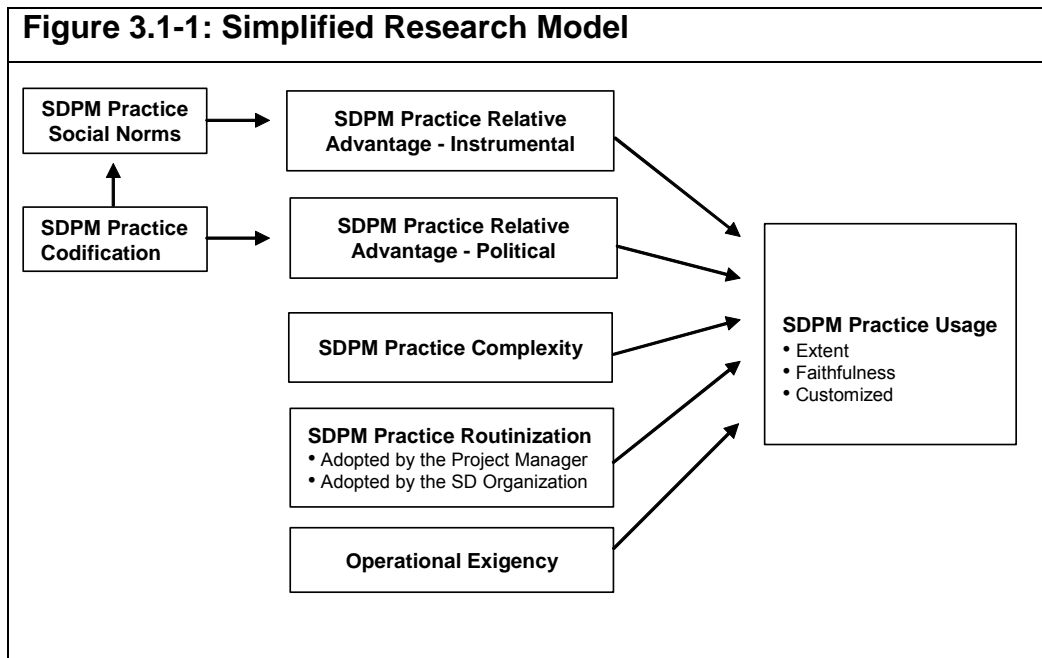 Figure 3.1-1: Simplified Research Model
SDPM Practice
Social Norms
SDPM Practice Relative
Advantage - Instrumental
SDPM Practice
Codification
SDPM Practice Relative
Advantage - Political
SDPM Practice Complexity
SDPM Practice Routinization
• Adopted by the Project Manager
• Adopted by the SD Organization
Operational Exigency
SDPM Practice Usage
• Extent
• Faithfulness
• Customized